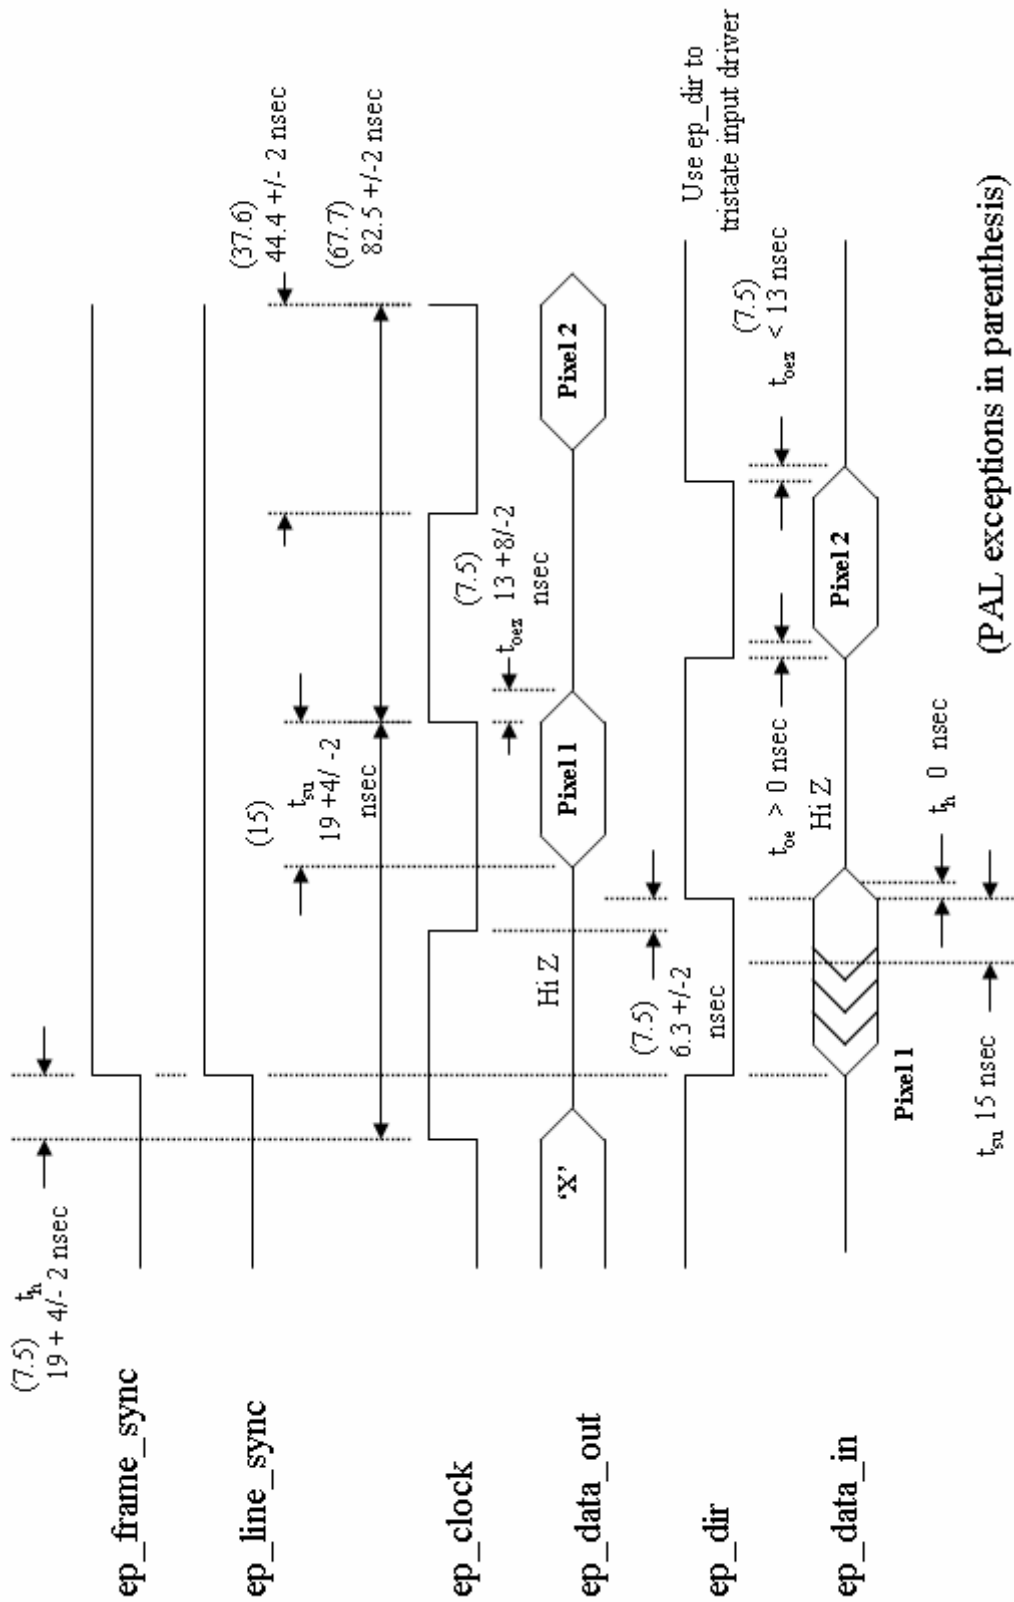 (7.5) t_h
19 + 4/- 2 nsec
ep_frame_sync
(37.6)
44.4 +/- 2 nsec
ep_line_sync
(67.7)
82.5 +/-2 nsec
(15)
t_su
19 +4/ -2
nsec
ep_clock
(7.5)
t_oez 13 +8/-2
nsec
ep_data_out
'X'
Hi Z
Pixel 1
Pixel 2
(7.5)
6.3 +/-2
nsec
ep_dir
Use ep_dir to
tristate input driver
t_oe > 0 nsec
(7.5)
t_oez < 13 nsec
ep_data_in
Hi Z
Pixel 2
Pixel 1
t_h 0 nsec
t_su 15 nsec
(PAL exceptions in parenthesis)